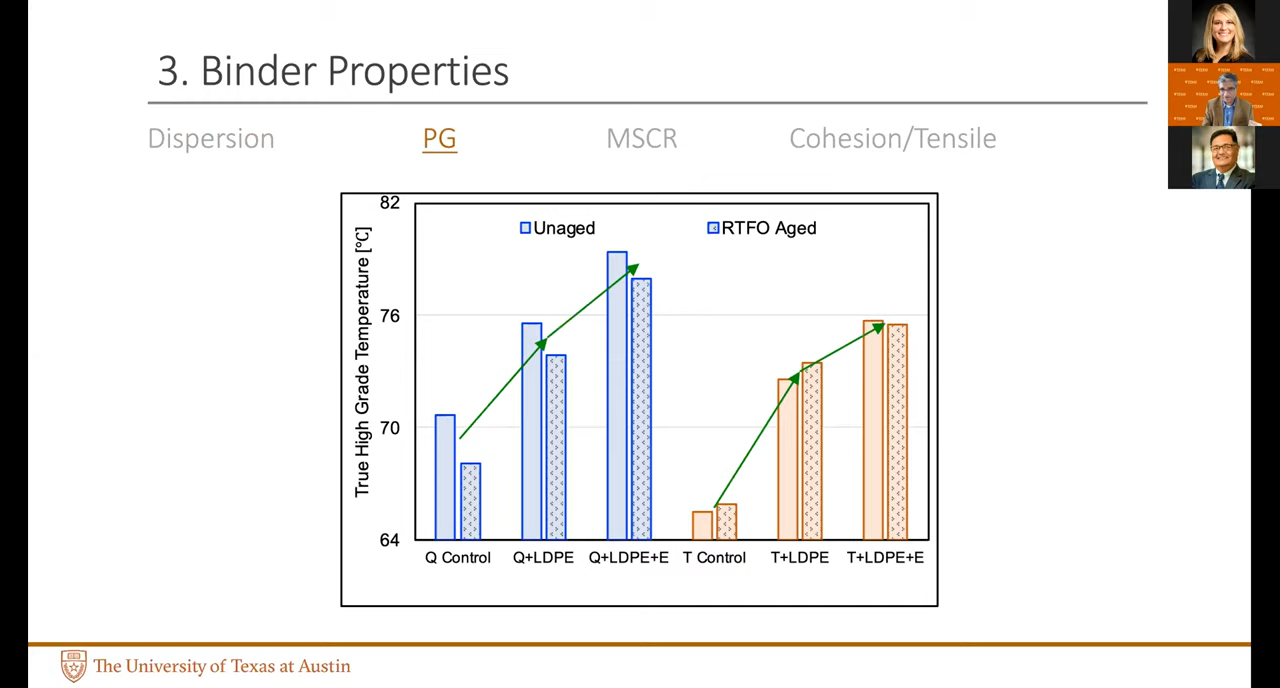 3. Binder Properties
Dispersion PG MSCR Cohesion/Tensile
82
Unaged RTFO Aged
True High Grade Temperature [°C]
76
70
64
Q Control Q+LDPE Q+LDPE+E T Control T+LDPE T+LDPE+E
The University of Texas at Austin